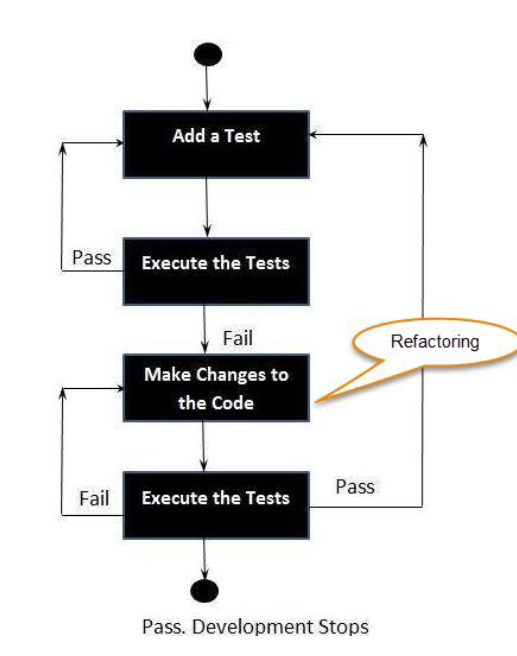 Add a Test
Pass
Execute the Tests
Fail
Refactoring
Make Changes to
the Code
Fail
Execute the Tests
Pass
Pass. Development Stops